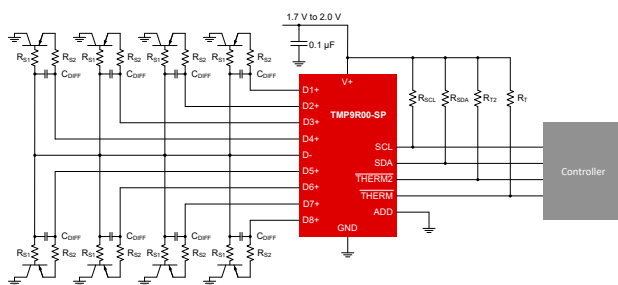 1.7 V to 2.0 V
0.1 µF
RS1 RS2 RS1 RS2 RS1 RS2 RS1 RS2
CDIFF CDIFF CDIFF CDIFF
V+
TMP9R00-SP
D1+
D2+
D3+
D4+
D-
D5+
D6+
D7+
D8+
SCL
SDA
THERM2
THERM
ADD
GND
RSCL RSDA RT2 RT
Controller
CDIFF CDIFF CDIFF CDIFF
RS1 RS2 RS1 RS2 RS1 RS2 RS1 RS2